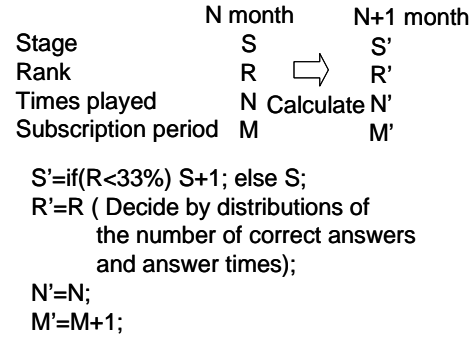 N month N+1 month
Stage S S'
Rank R R'
Times played N Calculate N'
Subscription period M M'
S'=if(R<33%) S+1; else S;
R'=R ( Decide by distributions of
the number of correct answers
and answer times);
N'=N;
M'=M+1;